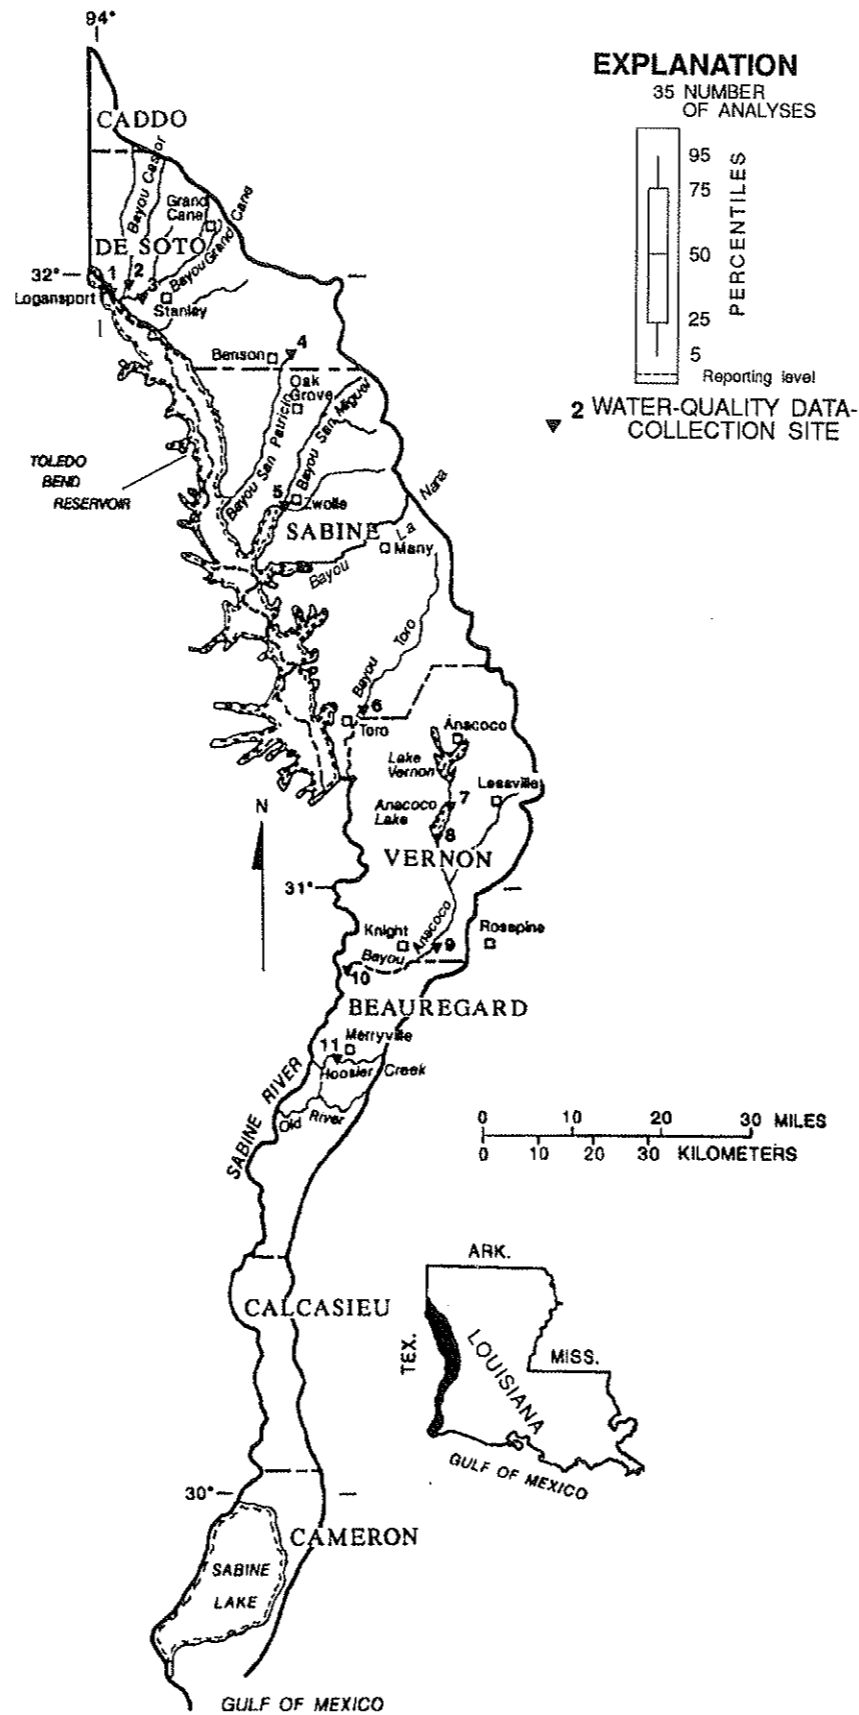 94°
EXPLANATION
35 NUMBER
OF ANALYSES
95
75
50
25
5
PERCENTILES
Reporting level
2 WATER-QUALITY DATA-
COLLECTION SITE
CADDO
Bayou Castor
Grand
Cane
Bayou Grand Cane
DE SOTO
32°
1
2
3
Logansport
Stanley
Benson
4
Oak
Grove
Bayou San Patricio
Bayou San Miguel
TOLEDO
BEND
RESERVOIR
5
Zwolle
SABINE
Bayou La Nana
Many
Bayou Toro
6
Toro
Anacoco
Lake
Vernon
Leesville
7
Anacoco
Lake
8
N
VERNON
31°
Knight
Rosepine
Bayou Anacoco
9
10
BEAUREGARD
Merryville
11
Hoosier Creek
Old River
SABINE RIVER
0 10 20 30 MILES
0 10 20 30 KILOMETERS
ARK.
TEX.
LOUISIANA
MISS.
GULF OF MEXICO
CALCASIEU
30°
CAMERON
SABINE
LAKE
GULF OF MEXICO